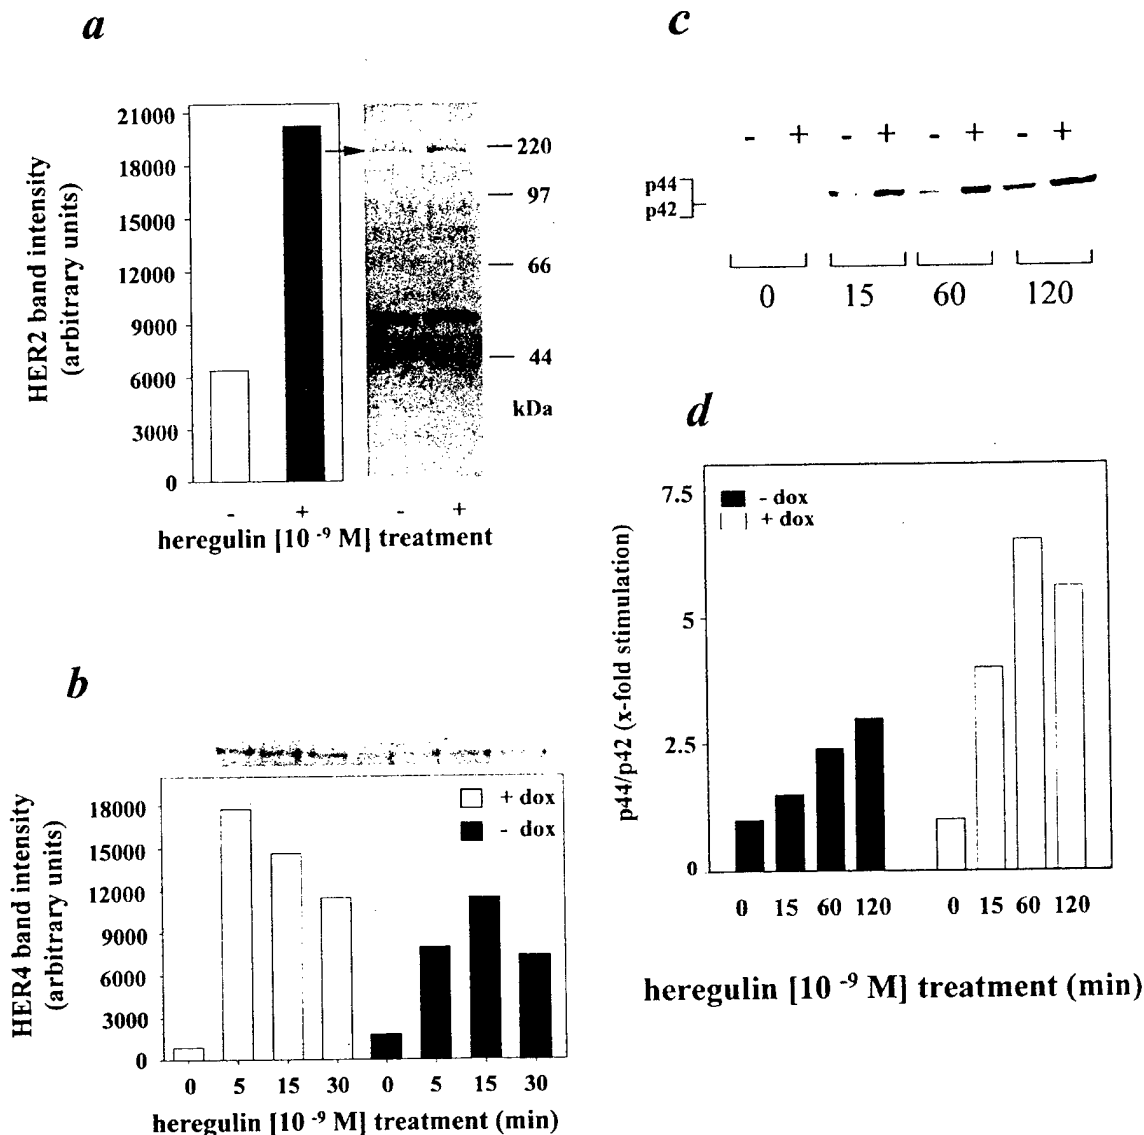 a
21000
18000
15000
12000
9000
6000
3000
0
HER2 band intensity
(arbitrary units)
220
97
66
44
kDa
- + - +
heregulin [10 -9 M] treatment
b
18000
15000
12000
9000
6000
3000
0
HER4 band intensity
(arbitrary units)
+ dox
- dox
0 5 15 30 0 5 15 30
heregulin [10 -9 M] treatment (min)
c
- + - + - + - +
p44
p42
0 15 60 120
d
7.5
5
2.5
0
p44/p42 (x-fold stimulation)
- dox
+ dox
0 15 60 120 0 15 60 120
heregulin [10 -9 M] treatment (min)